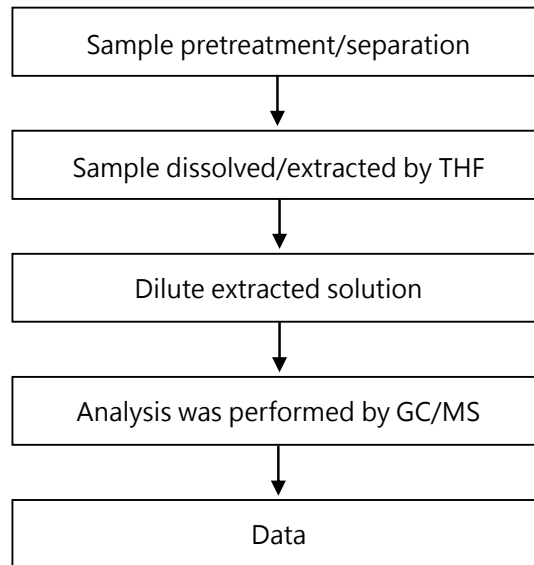 Sample pretreatment/separation
Sample dissolved/extracted by THF
Dilute extracted solution
Analysis was performed by GC/MS
Data